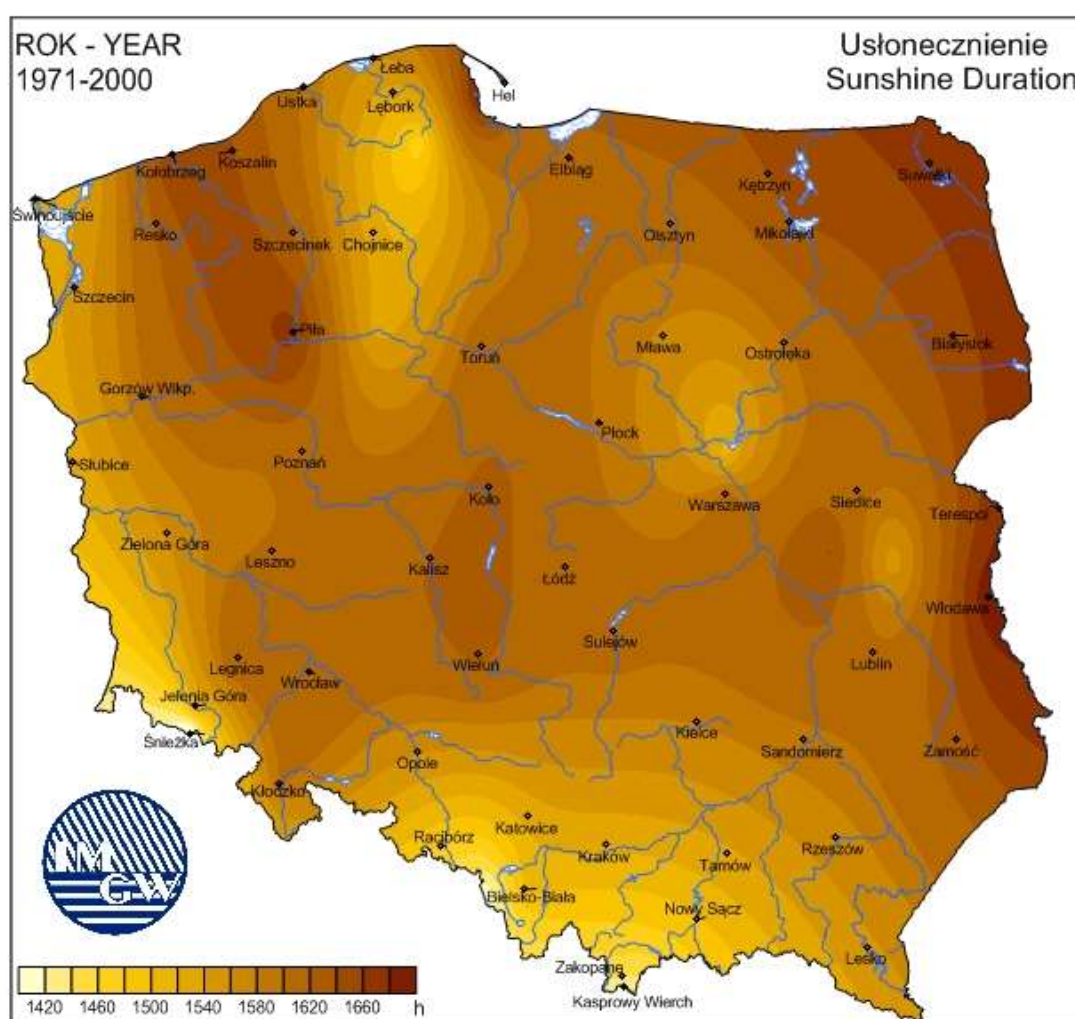 ROK - YEAR
1971-2000
Usłonecznienie
Sunshine Duration
Łeba
Ustka
Lębork
Hel
Kołobrzeg
Koszalin
Elbląg
Kętrzyn
Suwałki
Świnoujście
Resko
Szczecinek
Chojnice
Olsztyn
Mikołajki
Szczecin
Piła
Toruń
Mława
Ostrołęka
Białystok
Gorzów Wlkp.
Płock
Słubice
Poznań
Koło
Warszawa
Siedlce
Terespol
Zielona Góra
Leszno
Kalisz
Łódź
Włodawa
Sulejów
Legnica
Wrocław
Wieluń
Lublin
Jelenia Góra
Śnieżka
Kielce
Sandomierz
Zamość
Opole
Kłodzko
Racibórz
Katowice
Kraków
Tarnów
Rzeszów
Bielsko-Biała
Nowy Sącz
Lesko
Zakopane
Kasprowy Wierch
IM
GW
1420 1460 1500 1540 1580 1620 1660 h